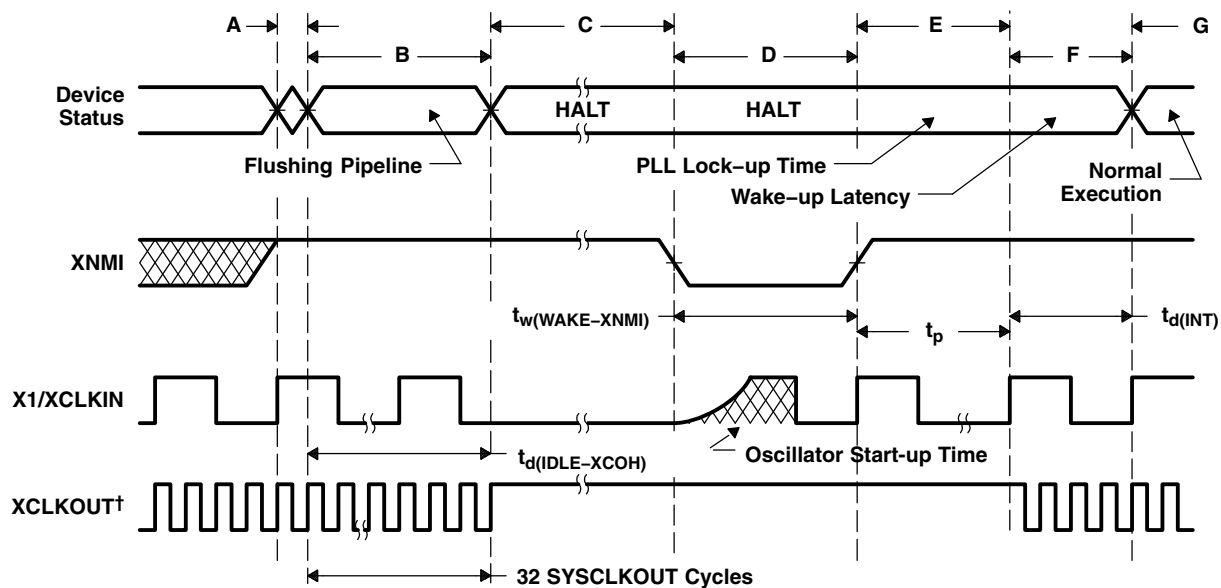 A
B
C
D
E
F
G
Device
Status
HALT
HALT
Flushing Pipeline
PLL Lock–up Time
Wake–up Latency
Normal
Execution
XNMI
tw(WAKE–XNMI)
tp
td(INT)
X1/XCLKIN
td(IDLE–XCOH)
Oscillator Start-up Time
XCLKOUT†
32 SYSCLKOUT Cycles